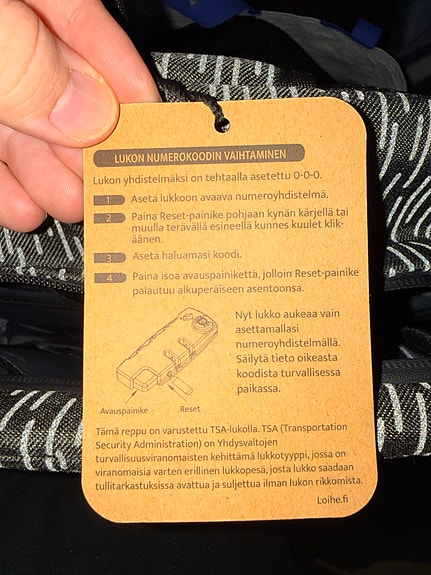 LUKON NUMEROKOODIN VAIHTAMINEN
Lukon yhdistelmäksi on tehtaalla asetettu 0-0-0.
1 Aseta lukkoon avaava numeroyhdistelmä.
2 Paina Reset-painike pohjaan kynän kärjellä tai
muulla terävällä esineellä kunnes kuulet klik-
äänen.
3 Aseta haluamasi koodi.
4 Paina isoa avauspainiketta, jolloin Reset-painike
palautuu alkuperäiseen asentoonsa.
Nyt lukko aukeaa vain
asettamallasi
numeroyhdistelmällä.
Säilytä tieto oikeasta
koodista turvallisessa
paikassa.
Avauspainike
Reset
Tämä reppu on varustettu TSA-lukolla. TSA (Transportation
Security Administration) on Yhdysvaltojen
turvallisuusviranomaisten kehittämä lukkotyyppi, jossa on
viranomaisia varten erillinen lukkopesä, josta lukko saadaan
tullitarkastuksissa avattua ja suljettua ilman lukon rikkomista.
Loihe.fi